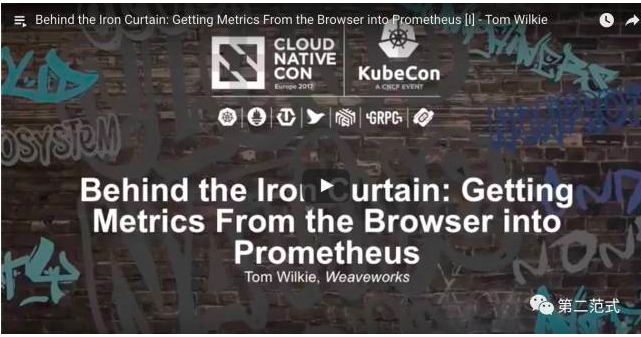 Behind the Iron Curtain: Getting Metrics From the Browser into Prometheus [I] - Tom Wilkie
CLOUD
NATIVE
CON
Europe 2017
KubeCon
A CNCF EVENT
GRPC
OSYSTEM
Behind the Iron Curtain: Getting
Metrics From the Browser into
Prometheus
Tom Wilkie, Weaveworks
第二范式